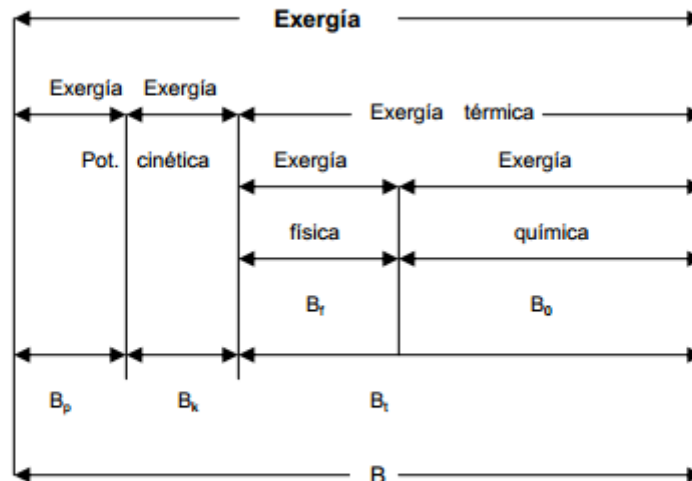 Exergía
Exergía Exergía
Exergía térmica
Pot. cinética Exergía Exergía
física química
Bf B0
Bp Bk Bt
B